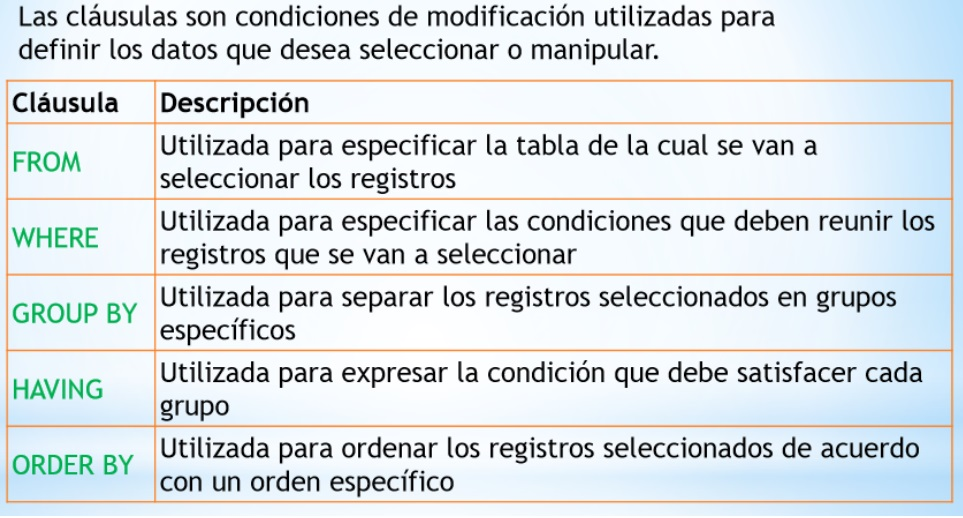 Las cláusulas son condiciones de modificación utilizadas para
definir los datos que desea seleccionar o manipular.
Cláusula Descripción
FROM Utilizada para especificar la tabla de la cual se van a
seleccionar los registros
WHERE Utilizada para especificar las condiciones que deben reunir los
registros que se van a seleccionar
GROUP BY Utilizada para separar los registros seleccionados en grupos
específicos
HAVING Utilizada para expresar la condición que debe satisfacer cada
grupo
ORDER BY Utilizada para ordenar los registros seleccionados de acuerdo
con un orden específico